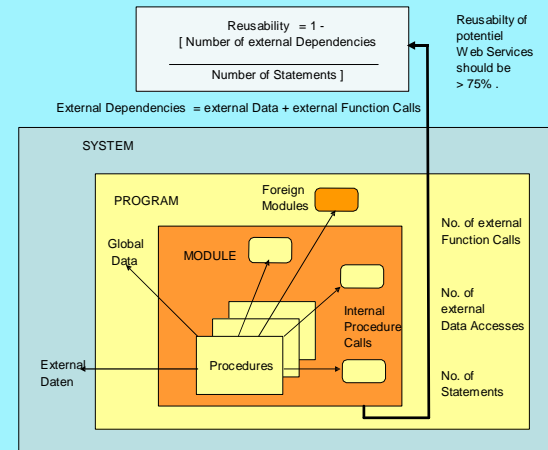 Reusability = 1 -
[ Number of external Dependencies
Number of Statements ]
Reusabilty of
potentiel
Web Services
should be
> 75% .
External Dependencies = external Data + external Function Calls
SYSTEM
PROGRAM
Foreign
Modules
Global
Data
MODULE
No. of external
Function Calls
Internal
Procedure
Calls
No. of
external
Data Accesses
External
Daten
Procedures
No. of
Statements